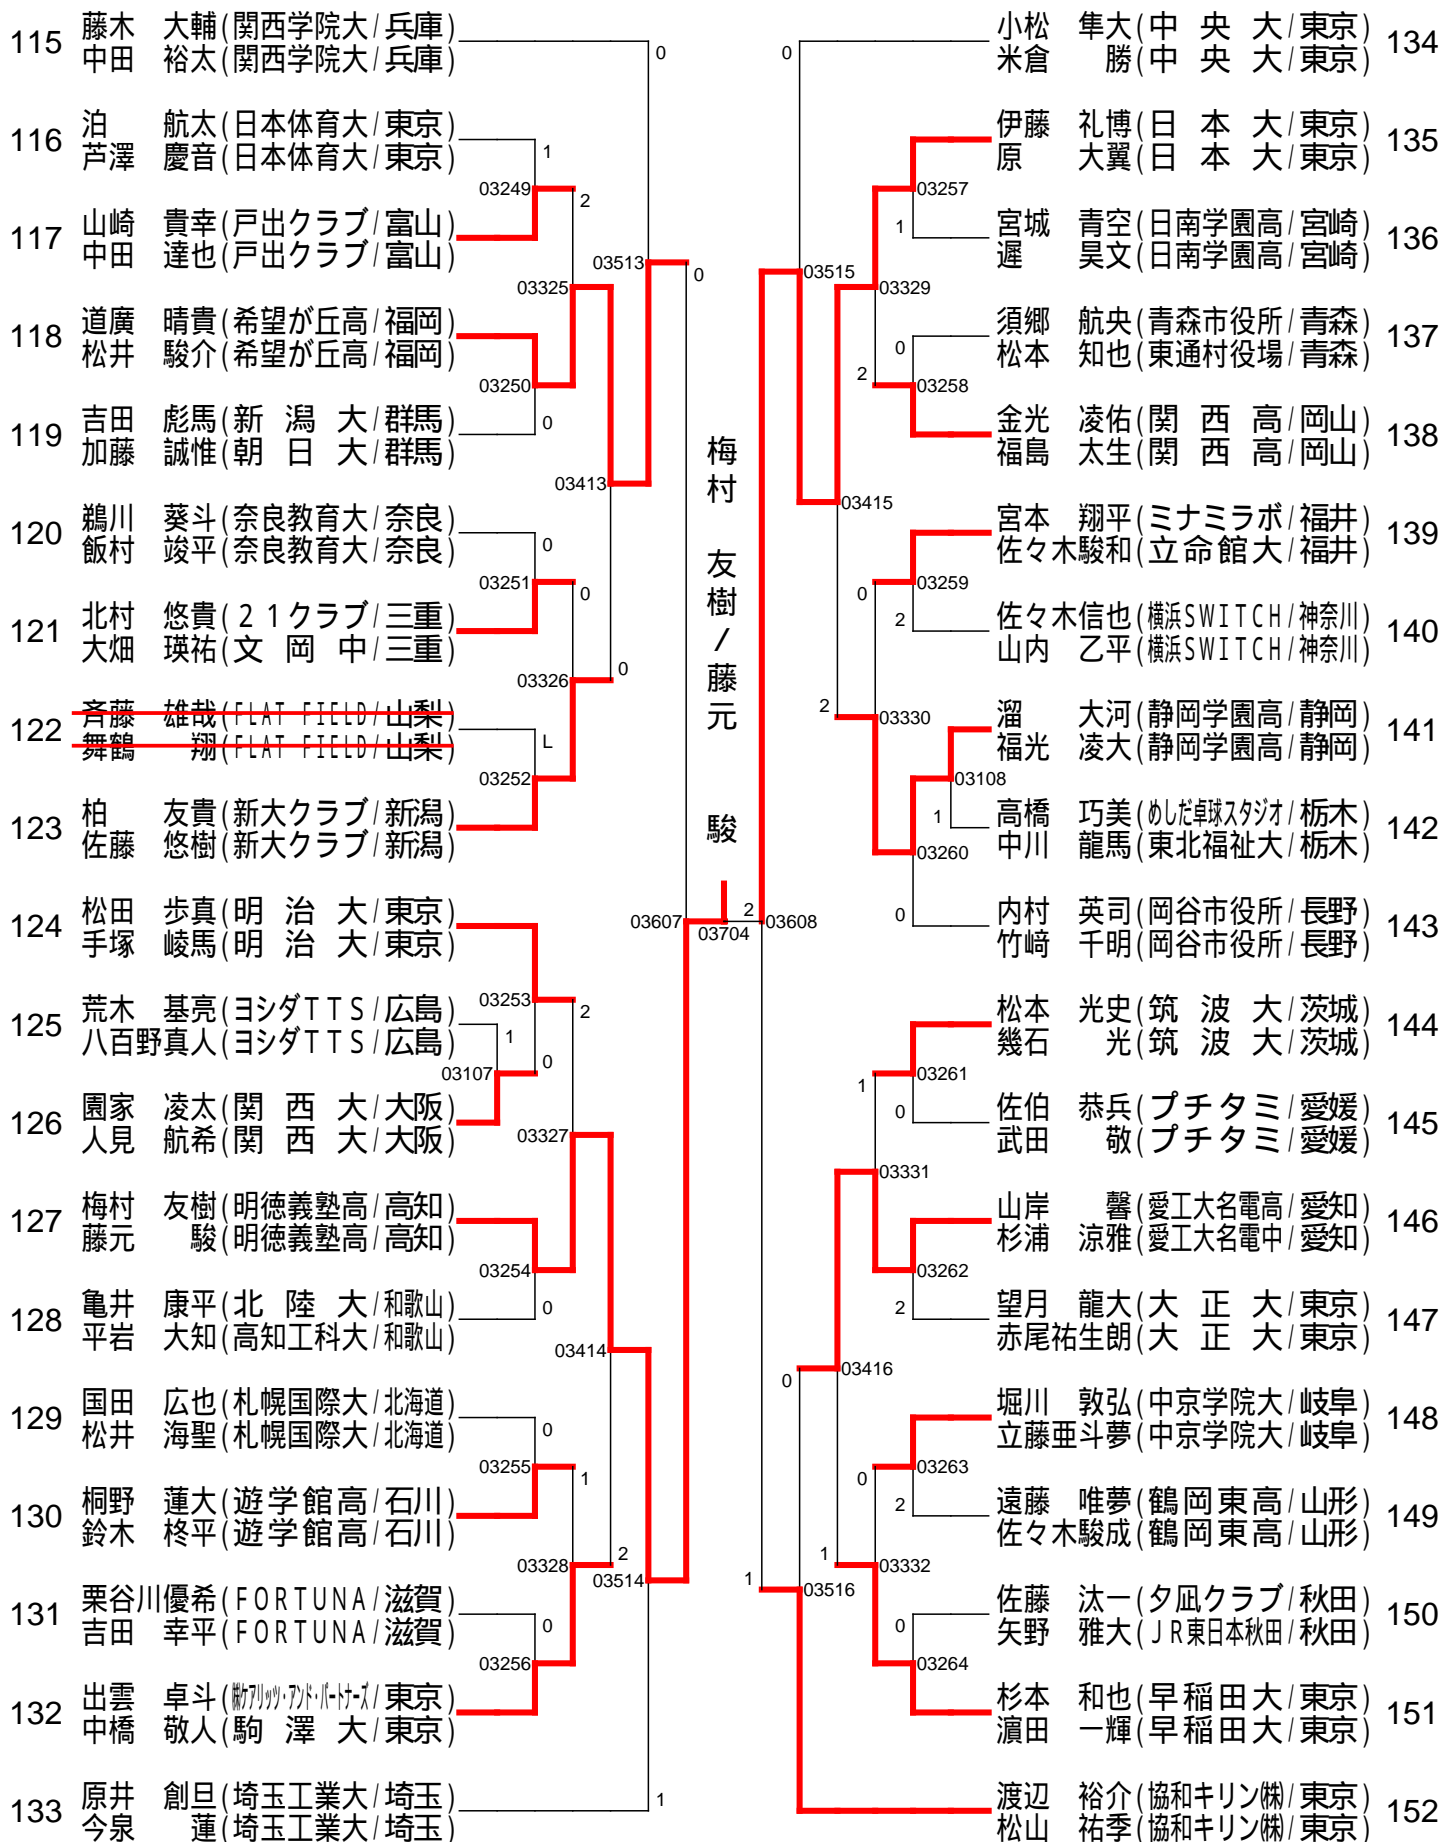 115 藤木 大輔(関西学院大/兵庫)
中田 裕太(関西学院大/兵庫)
116 泊 航太(日本体育大/東京)
芦澤 慶音(日本体育大/東京)
117 山崎 貴幸(戸出クラブ/富山)
中田 達也(戸出クラブ/富山)
118 道廣 晴貴(希望が丘高/福岡)
松井 駿介(希望が丘高/福岡)
119 吉田 彪馬(新潟大/群馬)
加藤 誠惟(朝日大/群馬)
120 鵜川 葵斗(奈良教育大/奈良)
飯村 竣平(奈良教育大/奈良)
121 北村 悠貴(21クラブ/三重)
大畑 瑛祐(文岡中/三重)
122 斉藤 雄哉(FLAT FIELD/山梨)
舞鶴 翔(FLAT FIELD/山梨)
123 柏 友貴(新大クラブ/新潟)
佐藤 悠樹(新大クラブ/新潟)
124 松田 歩真(明治大/東京)
手塚 崚馬(明治大/東京)
125 荒木 基亮(ヨシダTTS/広島)
八百野真人(ヨシダTTS/広島)
126 園家 凌太(関西大/大阪)
人見 航希(関西大/大阪)
127 梅村 友樹(明徳義塾高/高知)
藤元 駿(明徳義塾高/高知)
128 亀井 康平(北陸大/和歌山)
平岩 大知(高知工科大/和歌山)
129 国田 広也(札幌国際大/北海道)
松井 海聖(札幌国際大/北海道)
130 桐野 蓮大(遊学館高/石川)
鈴木 柊平(遊学館高/石川)
131 栗谷川優希(FORTUNA/滋賀)
吉田 幸平(FORTUNA/滋賀)
132 出雲 卓斗(㈱ケアリッツ・アンド・パートナーズ/東京)
中橋 敬人(駒澤大/東京)
133 原井 創旦(埼玉工業大/埼玉)
今泉 蓮(埼玉工業大/埼玉)
0
1
03249
2
03513
0
03325
03250
0
03413
0
03251
0
03326
0
L
03252
03607
03253
2
1
0
03107
03327
03254
0
03414
0
03255
1
03328
2
03514
0
03256
1
梅村 友樹/藤元 駿
03704
2
03608
0
03257
1
03515
03329
0
2
03258
03415
03259
0
2
2
03330
03108
1
03260
0
03261
1
0
03331
03262
2
03416
0
03263
0
2
1
03332
1
03516
0
03264
小松 隼大(中央大/東京) 134
米倉 勝(中央大/東京)
伊藤 礼博(日本大/東京) 135
原 大翼(日本大/東京)
宮城 青空(日南学園高/宮崎) 136
遲 昊文(日南学園高/宮崎)
須郷 航央(青森市役所/青森) 137
松本 知也(東通村役場/青森)
金光 凌佑(関西高/岡山) 138
福島 太生(関西高/岡山)
宮本 翔平(ミナミラボ/福井) 139
佐々木駿和(立命館大/福井)
佐々木信也(横浜SWITCH/神奈川) 140
山内 乙平(横浜SWITCH/神奈川)
溜 大河(静岡学園高/静岡) 141
福光 凌大(静岡学園高/静岡)
高橋 巧美(めしだ卓球スタジオ/栃木) 142
中川 龍馬(東北福祉大/栃木)
内村 英司(岡谷市役所/長野) 143
竹﨑 千明(岡谷市役所/長野)
松本 光史(筑波大/茨城) 144
幾石 光(筑波大/茨城)
佐伯 恭兵(プチタミ/愛媛) 145
武田 敬(プチタミ/愛媛)
山岸 馨(愛工大名電高/愛知) 146
杉浦 涼雅(愛工大名電中/愛知)
望月 龍大(大正大/東京) 147
赤尾祐生朗(大正大/東京)
堀川 敦弘(中京学院大/岐阜) 148
立藤亜斗夢(中京学院大/岐阜)
遠藤 唯夢(鶴岡東高/山形) 149
佐々木駿成(鶴岡東高/山形)
佐藤 汰一(夕凪クラブ/秋田) 150
矢野 雅大(JR東日本秋田/秋田)
杉本 和也(早稲田大/東京) 151
濵田 一輝(早稲田大/東京)
渡辺 裕介(協和キリン㈱/東京) 152
松山 祐季(協和キリン㈱/東京)